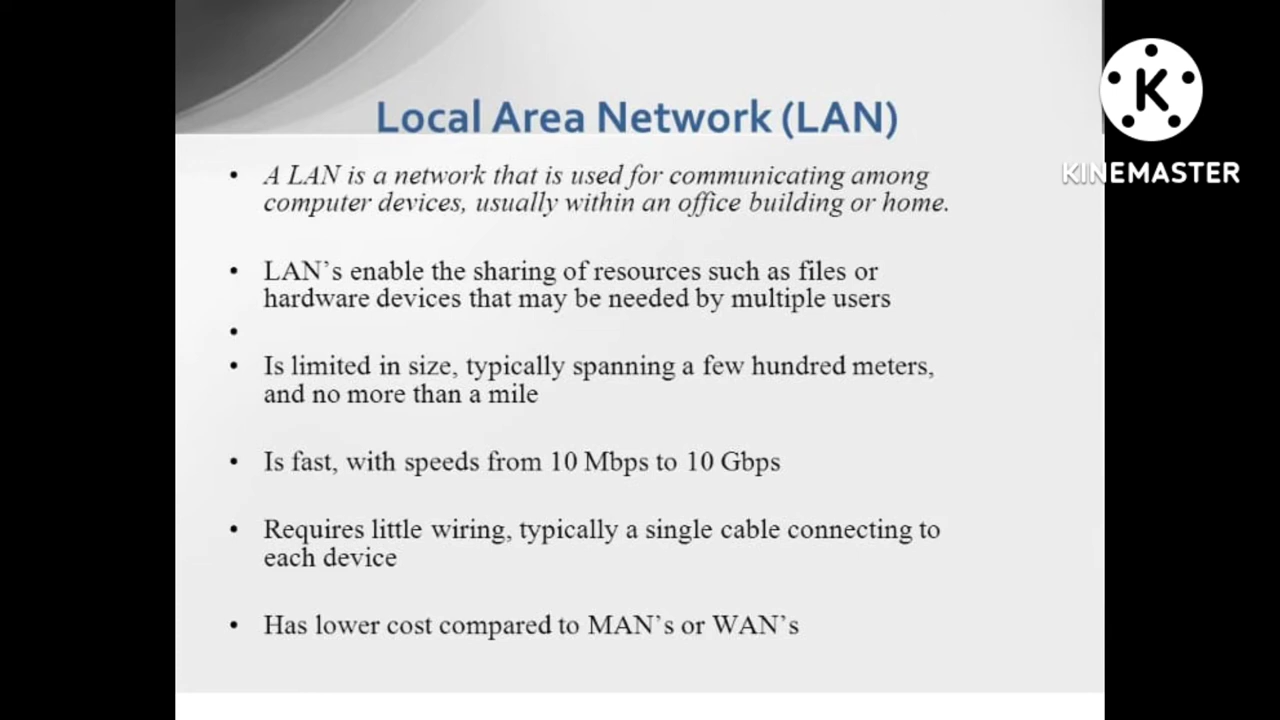 Local Area Network (LAN)
• A LAN is a network that is used for communicating among
computer devices, usually within an office building or home.
• LAN's enable the sharing of resources such as files or
hardware devices that may be needed by multiple users
•
• Is limited in size, typically spanning a few hundred meters,
and no more than a mile
• Is fast, with speeds from 10 Mbps to 10 Gbps
• Requires little wiring, typically a single cable connecting to
each device
• Has lower cost compared to MAN's or WAN's
K
KINEMASTER